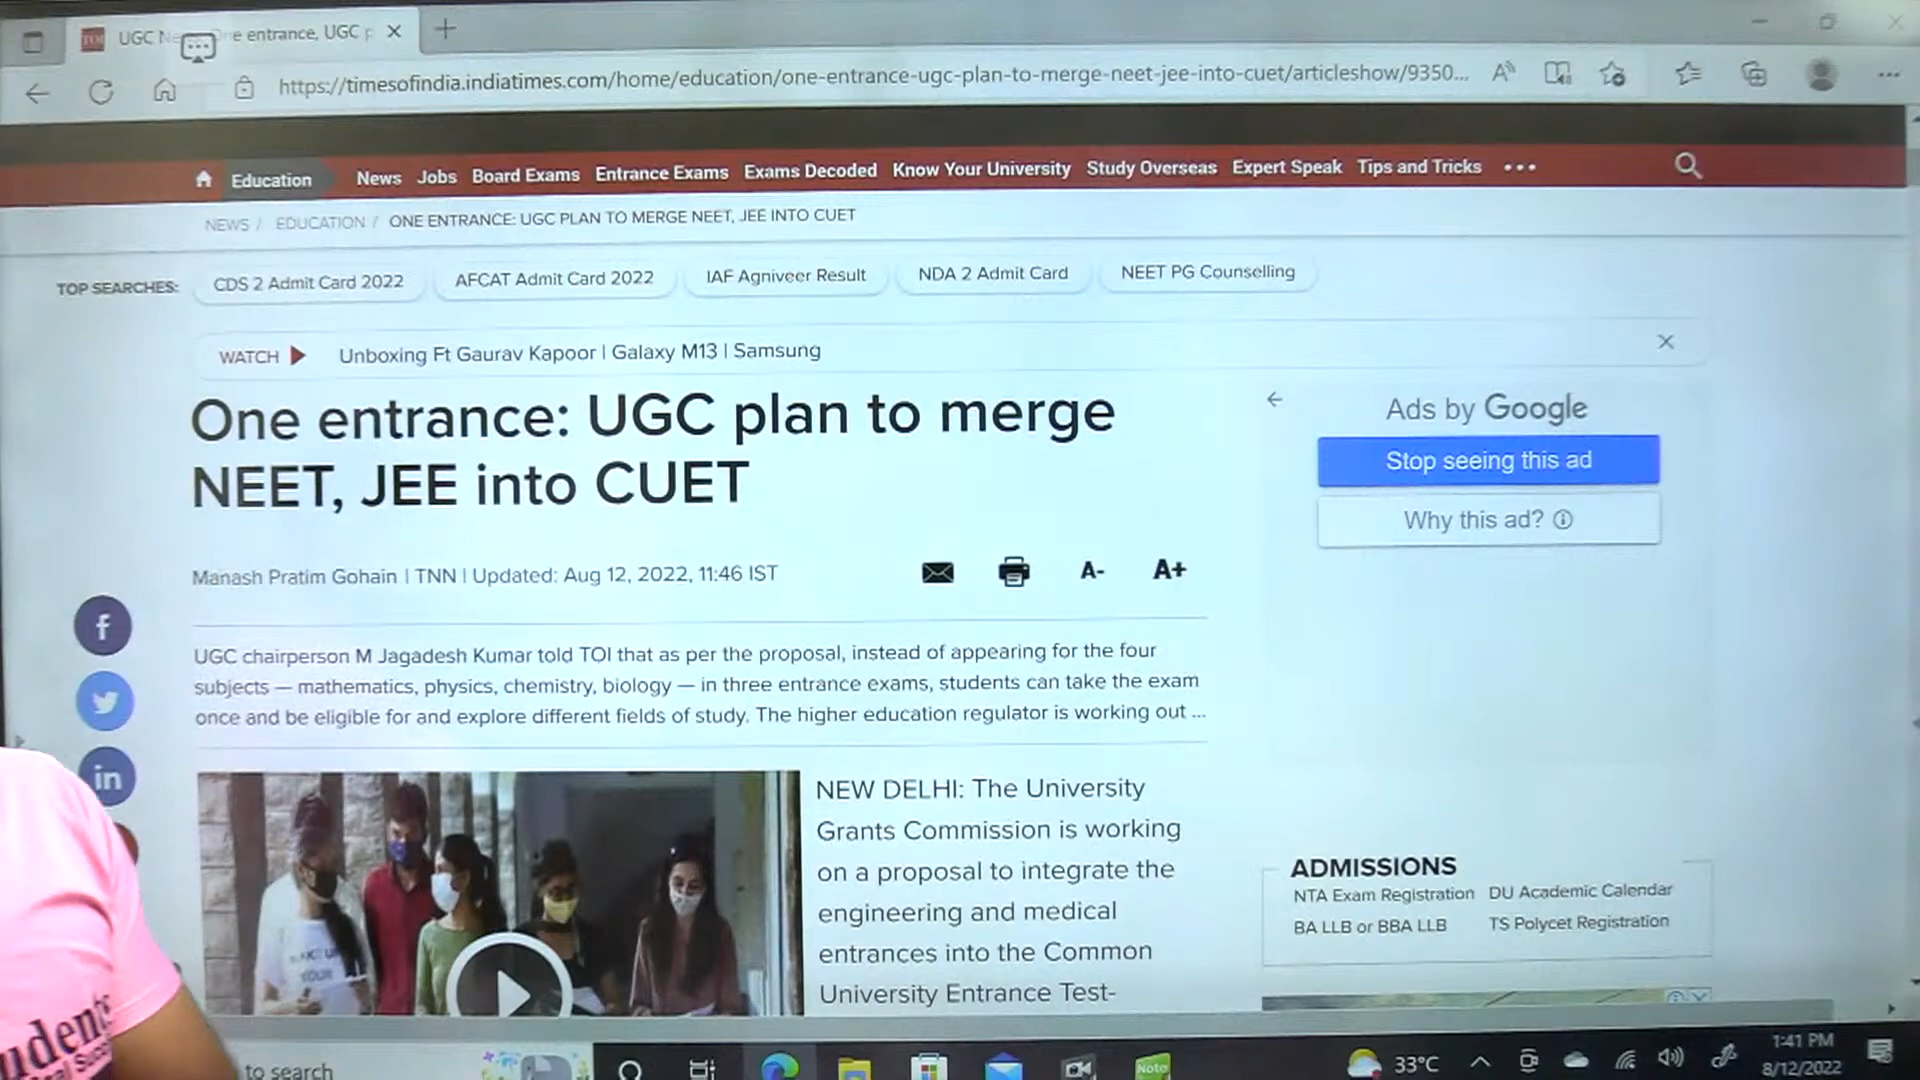 UGC Ne
e entrance, UGC p
https://timesofindia.indiatimes.com/home/education/one-entrance-ugc-plan-to-merge-neet-jee-into-cuet/articleshow/9350...
Education News Jobs Board Exams Entrance Exams Exams Decoded Know Your University Study Overseas Expert Speak Tips and Tricks
NEWS / EDUCATION / ONE ENTRANCE: UGC PLAN TO MERGE NEET, JEE INTO CUET
TOP SEARCHES: CDS 2 Admit Card 2022 AFCAT Admit Card 2022 IAF Agniveer Result NDA 2 Admit Card NEET PG Counselling
WATCH Unboxing Ft Gaurav Kapoor | Galaxy M13 | Samsung
One entrance: UGC plan to merge
NEET, JEE into CUET
Manash Pratim Gohain | TNN | Updated: Aug 12, 2022, 11:46 IST
A- A+
UGC chairperson M Jagadesh Kumar told TOI that as per the proposal, instead of appearing for the four
subjects — mathematics, physics, chemistry, biology — in three entrance exams, students can take the exam
once and be eligible for and explore different fields of study. The higher education regulator is working out ...
NEW DELHI: The University
Grants Commission is working
on a proposal to integrate the
engineering and medical
entrances into the Common
University Entrance Test-
Ads by Google
Stop seeing this ad
Why this ad?
ADMISSIONS
NTA Exam Registration DU Academic Calendar
BA LLB or BBA LLB TS Polycet Registration
to search
Note
33°C
1:41 PM
8/12/2022